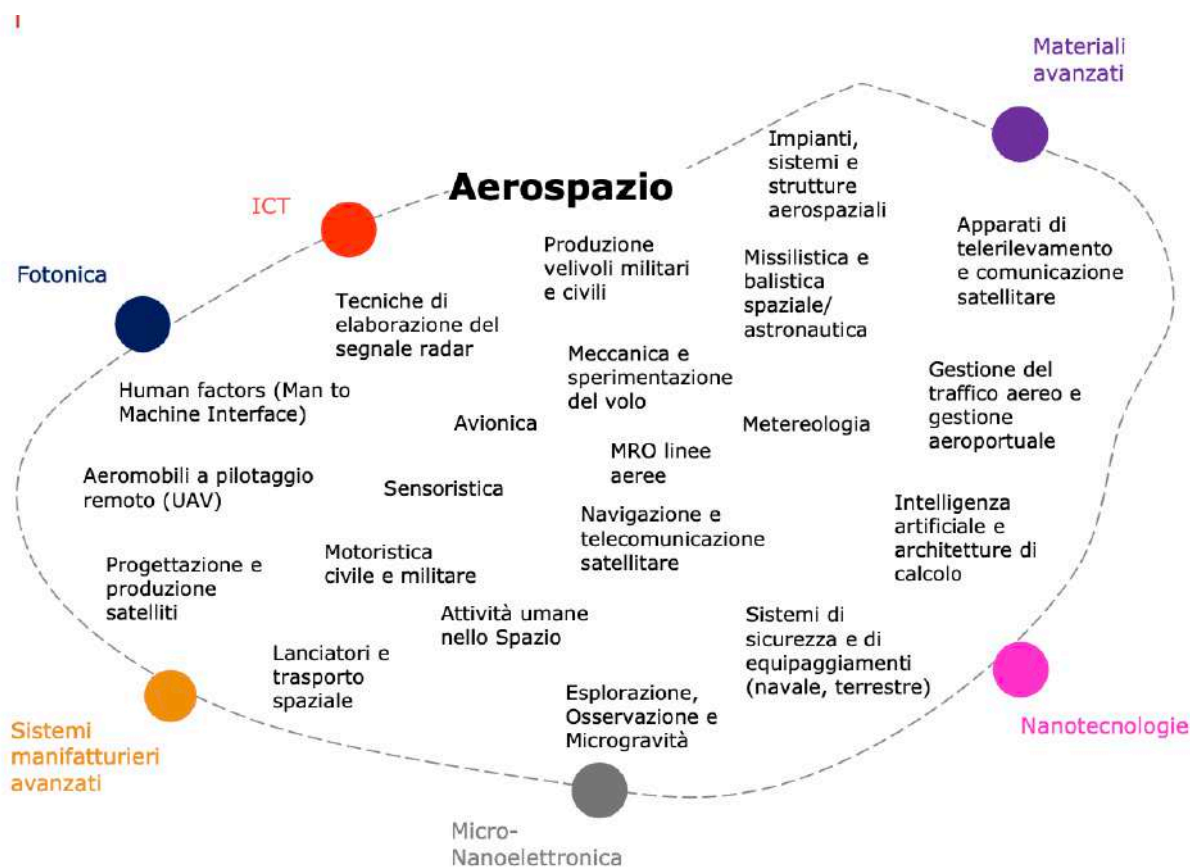 Materiali
avanzati
Aerospazio
ICT
Fotonica
Impianti,
sistemi e
strutture
aerospaziali
Apparati di
telerilevamento
e comunicazione
satellitare
Produzione
velivoli militari
e civili
Missilistica e
balistica
spaziale/
astronautica
Tecniche di
elaborazione del
segnale radar
Meccanica e
sperimentazione
del volo
Gestione del
traffico aereo e
gestione
aeroportuale
Human factors (Man to
Machine Interface)
Avionica
Metereologia
MRO linee
aeree
Aeromobili a pilotaggio
remoto (UAV)
Sensoristica
Navigazione e
telecomunicazione
satellitare
Intelligenza
artificiale e
architetture di
calcolo
Progettazione e
produzione
satelliti
Motoristica
civile e militare
Attività umane
nello Spazio
Sistemi di
sicurezza e di
equipaggiamenti
(navale, terrestre)
Lanciatori e
trasporto
spaziale
Esplorazione,
Osservazione e
Microgravità
Sistemi
manifatturieri
avanzati
Nanotecnologie
Micro-
Nanoelettronica